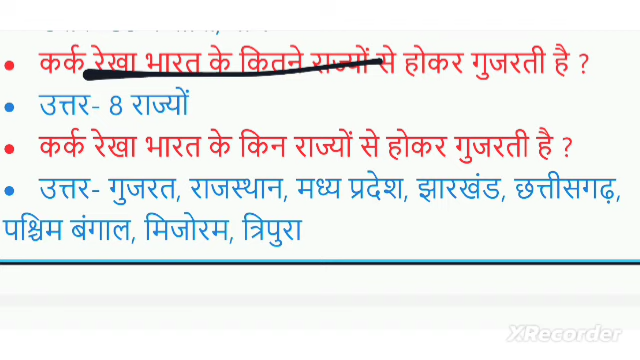 • कर्क रेखा भारत के कितने राज्यों से होकर गुजरती है ?
• उत्तर- 8 राज्यों
• कर्क रेखा भारत के किन राज्यों से होकर गुजरती है ?
• उत्तर- गुजरत, राजस्थान, मध्य प्रदेश, झारखंड, छत्तीसगढ़,
पश्चिम बंगाल, मिजोरम, त्रिपुरा
XRecorder